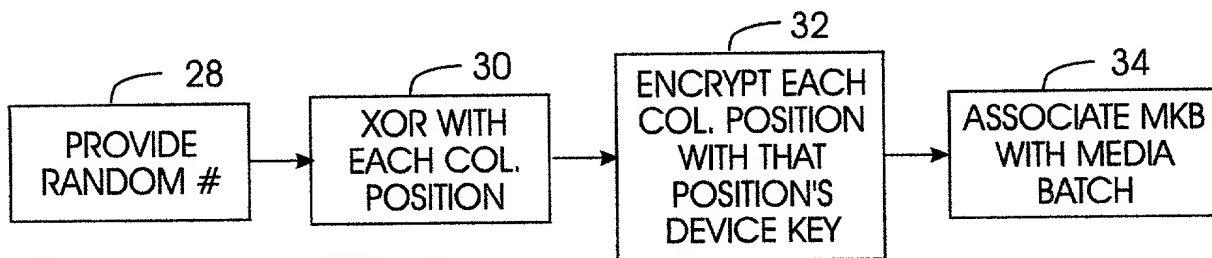 28
PROVIDE
RANDOM #
30
XOR WITH
EACH COL.
POSITION
32
ENCRYPT EACH
COL. POSITION
WITH THAT
POSITION'S
DEVICE KEY
34
ASSOCIATE MKB
WITH MEDIA
BATCH